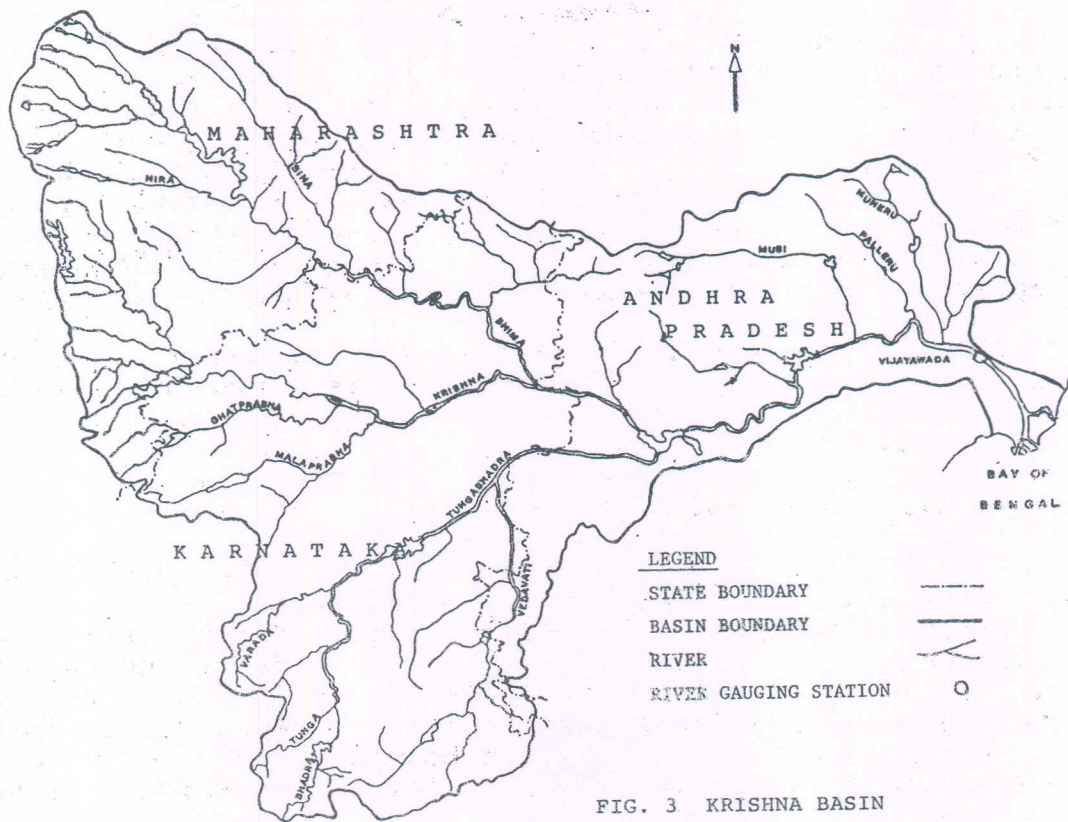 N
MAHARASHTRA
NIRA
SINA
MUNERU
PALLERU
MUSI
ANDHRA
PRADESH
BHIMA
VIJAYAWADA
KRISHNA
GHATPRABHA
MALAPRABHA
TUNGABHADRA
BAY OF
BENGAL
KARNATAKA
VEDAVATI
VARADA
TUNGA
BHADRA
LEGEND
STATE BOUNDARY
BASIN BOUNDARY
RIVER
RIVER GAUGING STATION
FIG. 3 KRISHNA BASIN